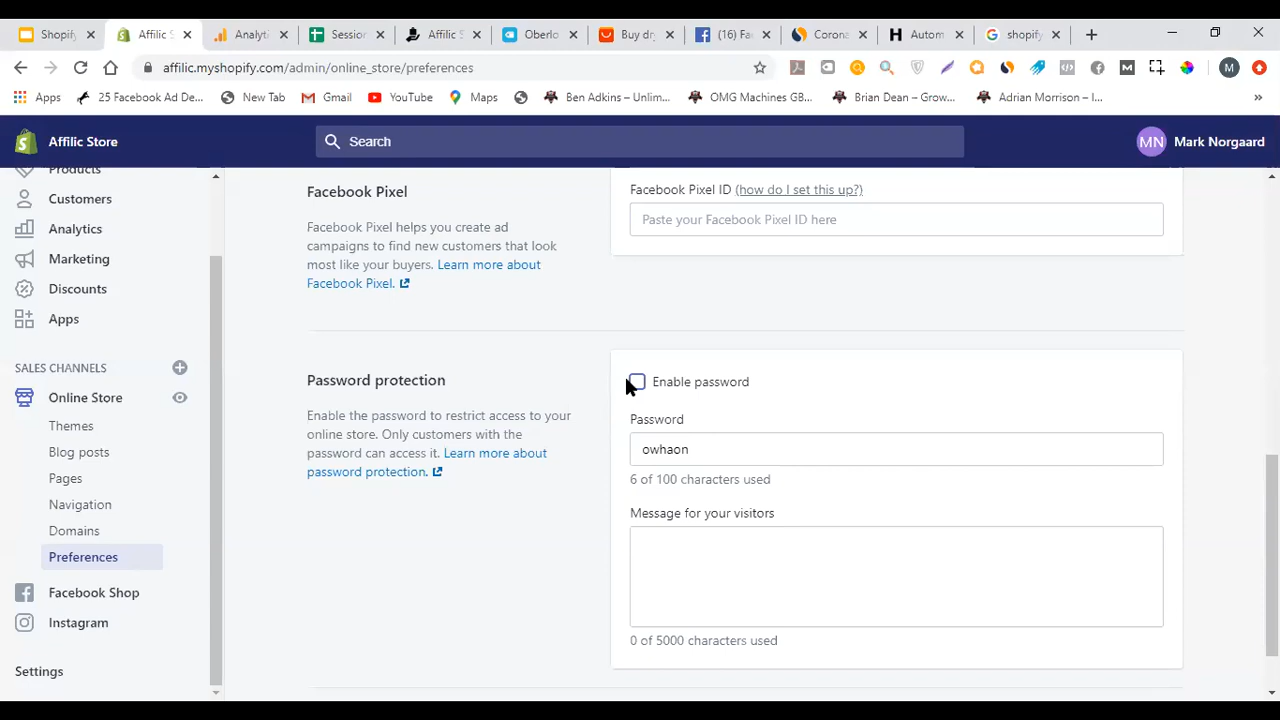 Shopify
Affilic S
Analyti
Session
Affilic S
Oberlo
Buy dr
(16) Fa
Corona
Autom
shopify
affilic.myshopify.com/admin/online_store/preferences
M
Apps
25 Facebook Ad De...
New Tab
Gmail
YouTube
Maps
Ben Adkins – Unlim...
OMG Machines GB...
Brian Dean – Grow...
Adrian Morrison – I...
Affilic Store
Search
MN
Mark Norgaard
Products
Customers
Analytics
Marketing
Discounts
Apps
SALES CHANNELS
Online Store
Themes
Blog posts
Pages
Navigation
Domains
Preferences
Facebook Shop
Instagram
Settings
Facebook Pixel
Facebook Pixel helps you create ad
campaigns to find new customers that look
most like your buyers. Learn more about
Facebook Pixel.
Facebook Pixel ID (how do I set this up?)
Paste your Facebook Pixel ID here
Password protection
Enable the password to restrict access to your
online store. Only customers with the
password can access it. Learn more about
password protection.
Enable password
Password
owhaon
6 of 100 characters used
Message for your visitors
0 of 5000 characters used